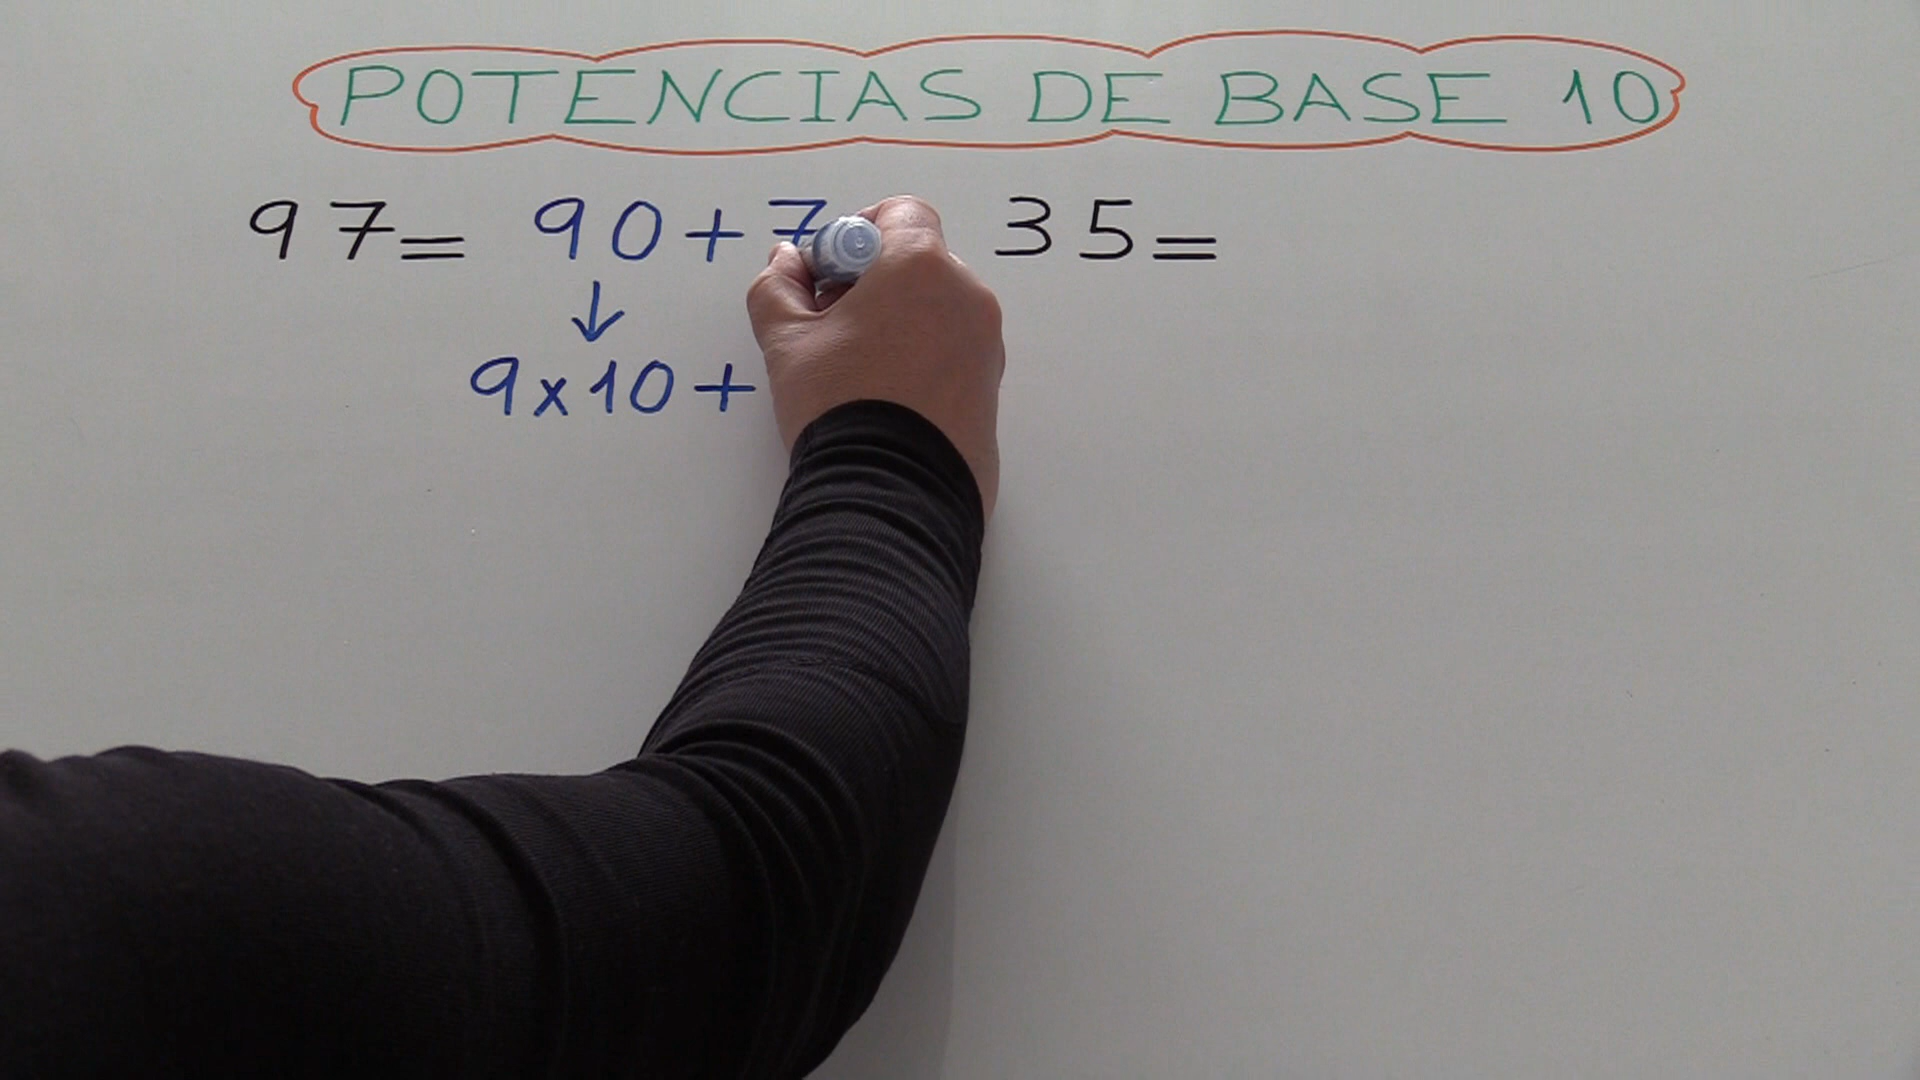 POTENCIAS DE BASE 10
97= 90+7 35=
↓
9x10+